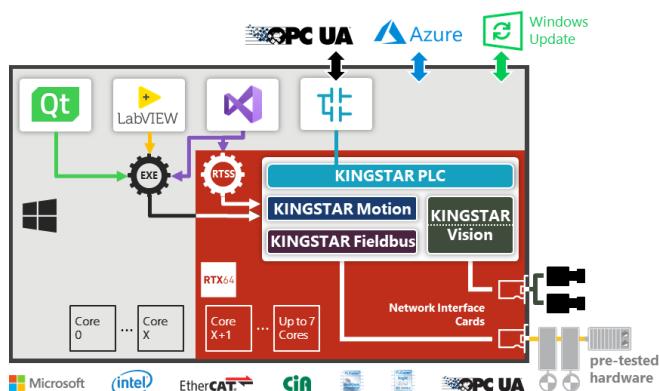 OPC UA
Azure
Windows
Update
Qt
LabVIEW
EXE
RTSS
KINGSTAR PLC
KINGSTAR Motion
KINGSTAR Fieldbus
KINGSTAR
Vision
RTX64
Network Interface
Cards
Core
0
...
Core
X
Core
X+1
...
Up to 7
Cores
pre-tested
hardware
Microsoft
intel
EtherCAT
CiA
OPC UA